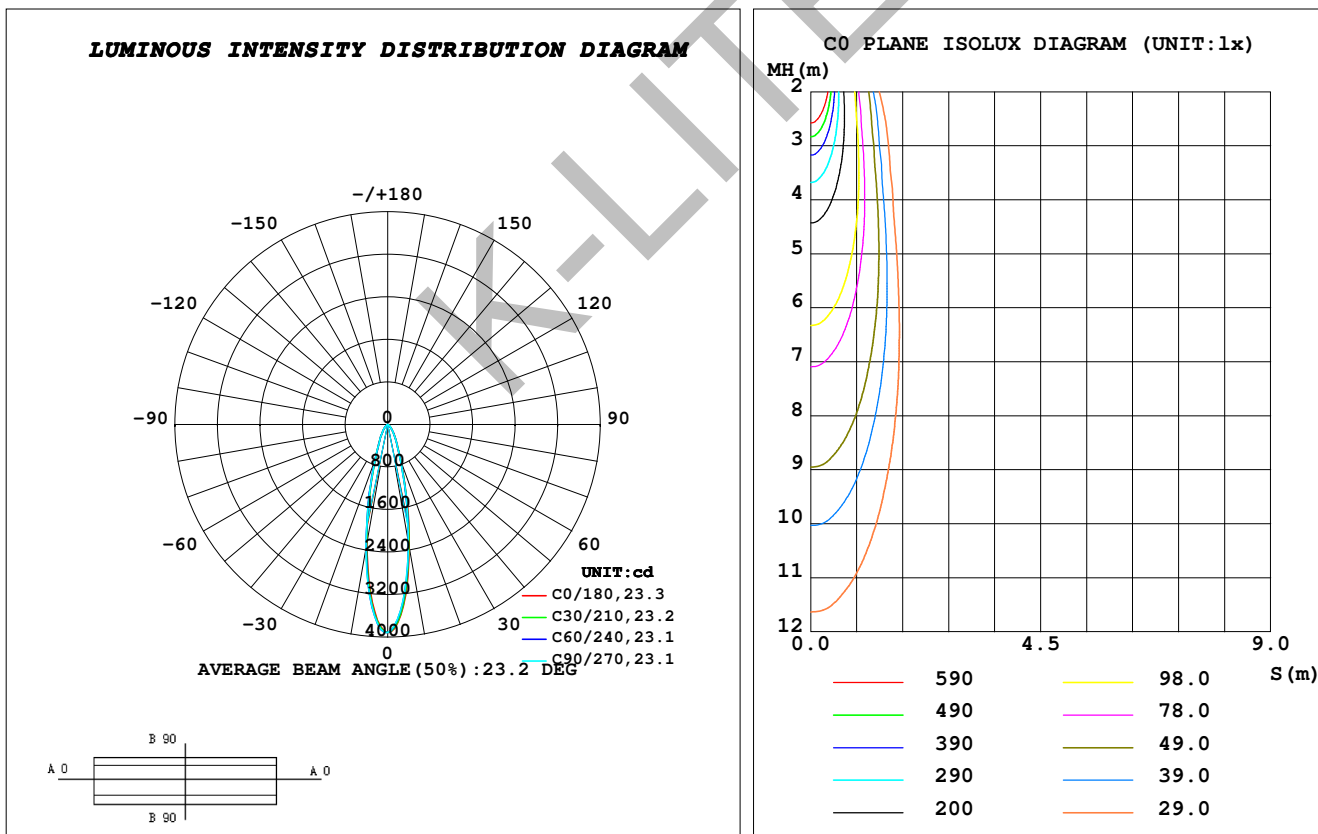 LUMINOUS INTENSITY DISTRIBUTION DIAGRAM
-/+180
-150
150
-120
120
-90
90
-60
60
-30
30
0
800
1600
2400
3200
4000
0
UNIT:cd
C0/180,23.3
C30/210,23.2
C60/240,23.1
C90/270,23.1
AVERAGE BEAM ANGLE(50%):23.2 DEG
B 90
A 0
A 0
B 90
C0 PLANE ISOLUX DIAGRAM (UNIT:lx)
MH(m)
2
3
4
5
6
7
8
9
10
11
12
0.0
4.5
9.0
S(m)
590
490
390
290
200
98.0
78.0
49.0
39.0
29.0
K-LITE